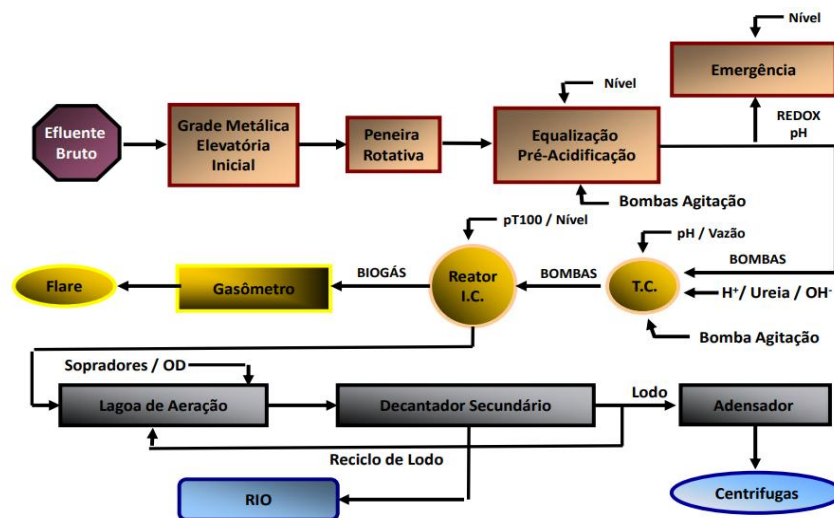 Nível
Emergência
REDOX
pH
Efluente
Bruto
Grade Metálica
Elevatória
Inicial
Peneira
Rotativa
Nível
Equalização
Pré-Acidificação
Bombas Agitação
pT100 / Nível
pH / Vazão
Flare
Gasômetro
BIOGÁS
Reator
I.C.
BOMBAS
T.C.
BOMBAS
H⁺/ Ureia / OH⁻
Bomba Agitação
Sopradores / OD
Lagoa de Aeração
Decantador Secundário
Lodo
Adensador
Reciclo de Lodo
RIO
Centrifugas